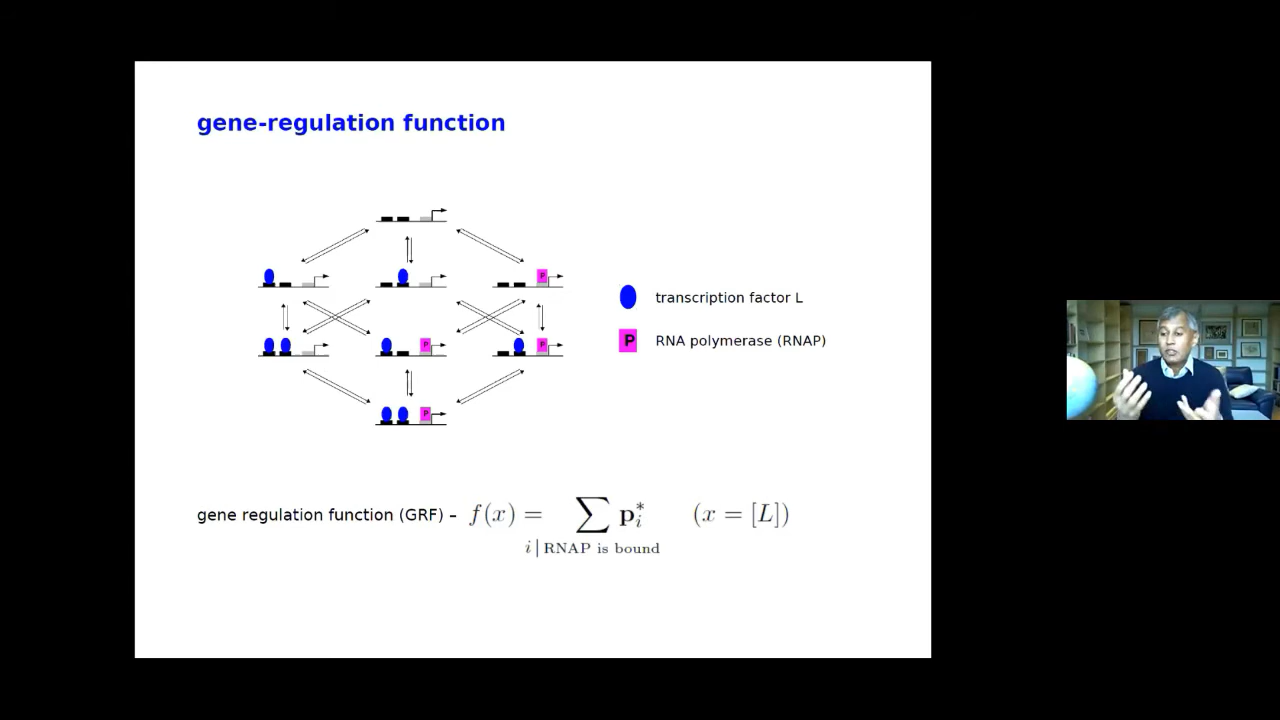 gene-regulation function
P
transcription factor L
P RNA polymerase (RNAP)
P
P
P
gene regulation function (GRF) – f(x) = ∑ p*i (x = [L])
i | RNAP is bound